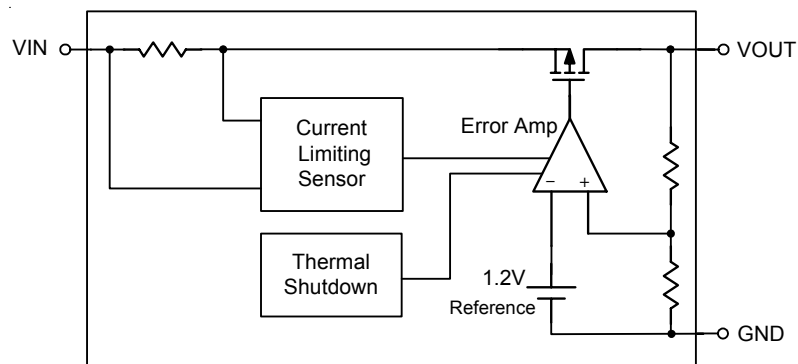 VIN
VOUT
Error Amp
Current
Limiting
Sensor
− +
Thermal
Shutdown
1.2V
Reference
GND